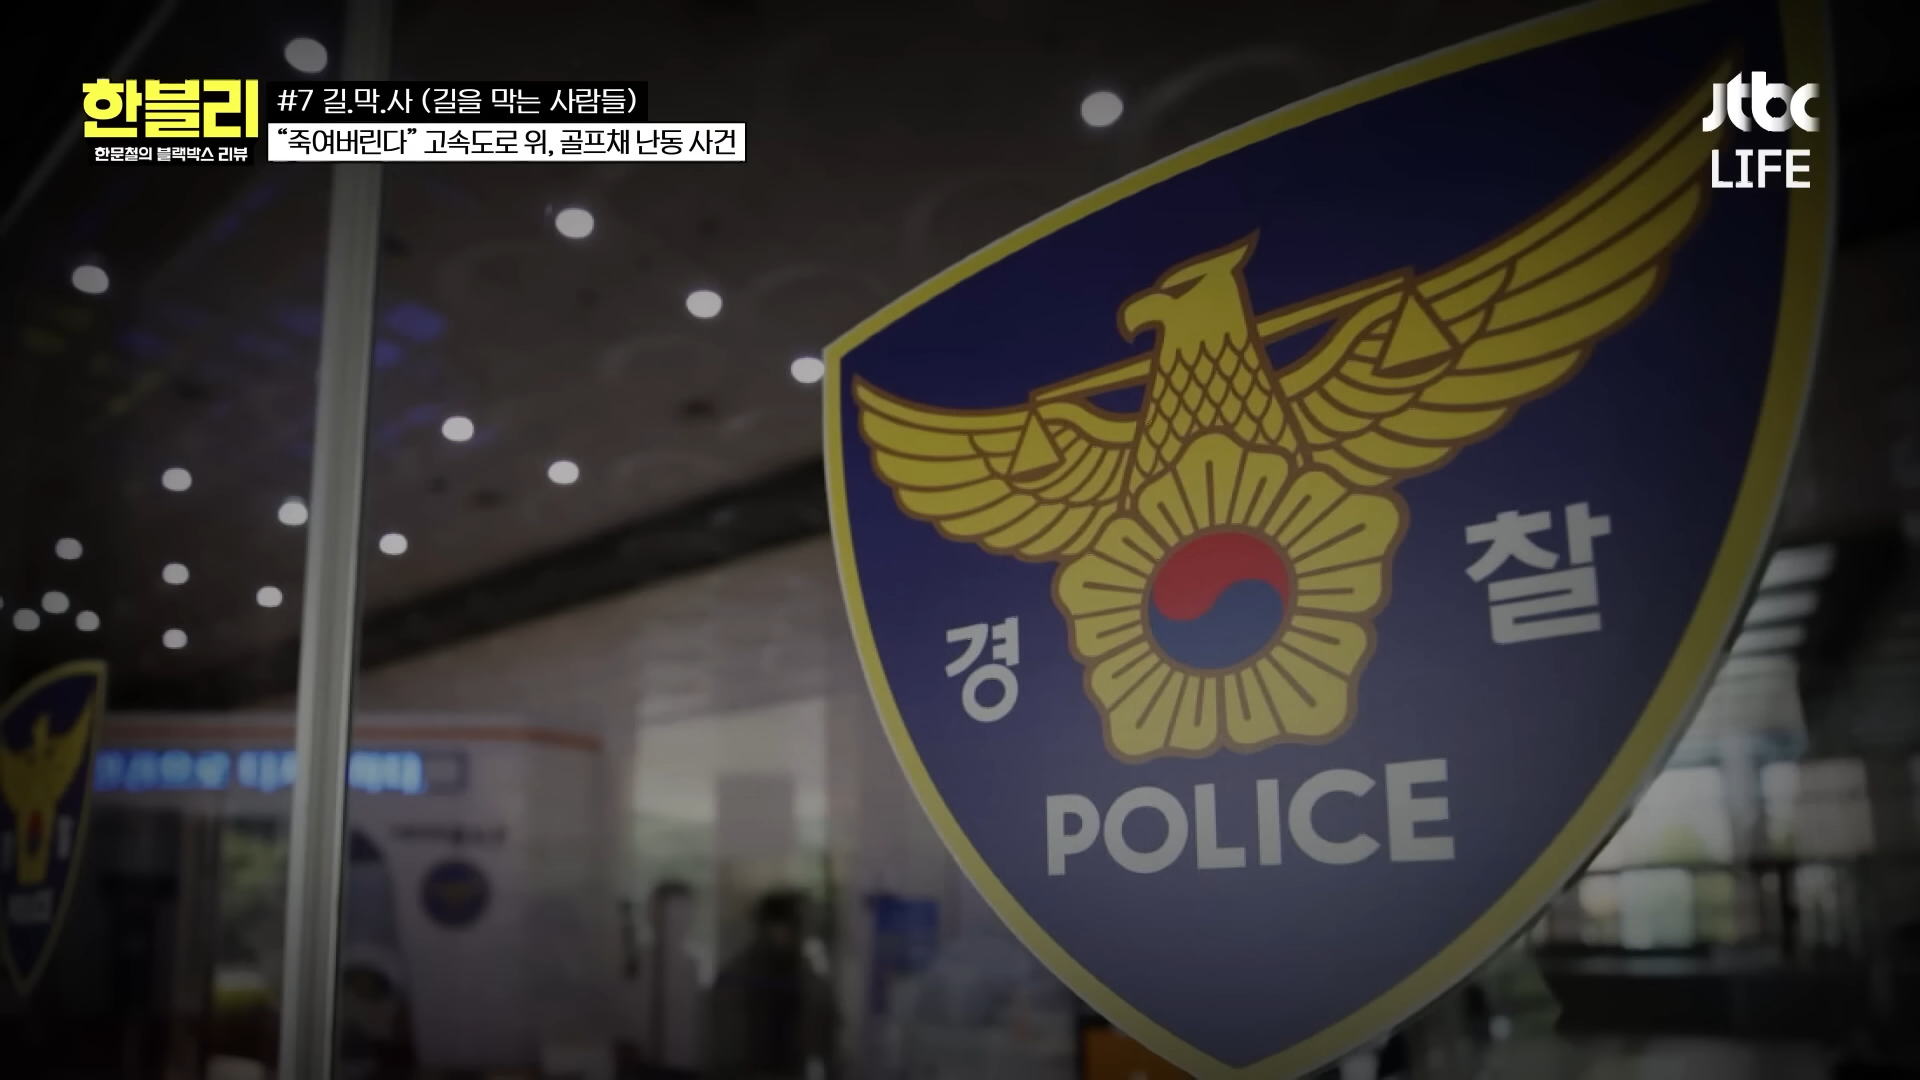 한블리
한문철의 블랙박스 리뷰
#7 길.막.사 (길을 막는 사람들)
“죽여버린다” 고속도로 위, 골프채 난동 사건
jtbc
LIFE
경 찰
POLICE